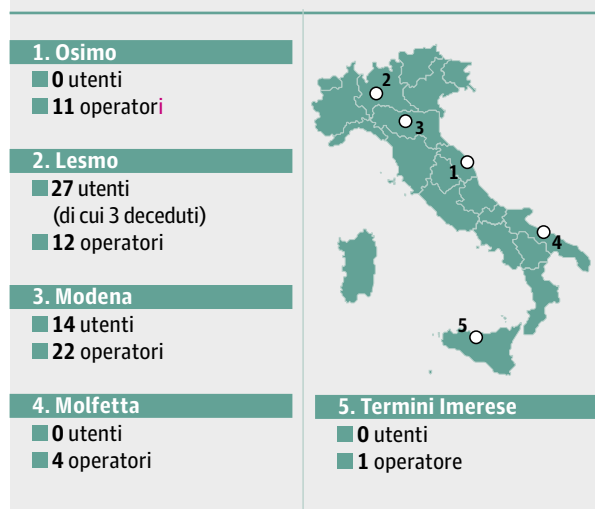 1. Osimo
0 utenti
11 operatori
2. Lesmo
27 utenti
(di cui 3 deceduti)
12 operatori
3. Modena
14 utenti
22 operatori
4. Molfetta
0 utenti
4 operatori
2
3
1
4
5
5. Termini Imerese
0 utenti
1 operatore